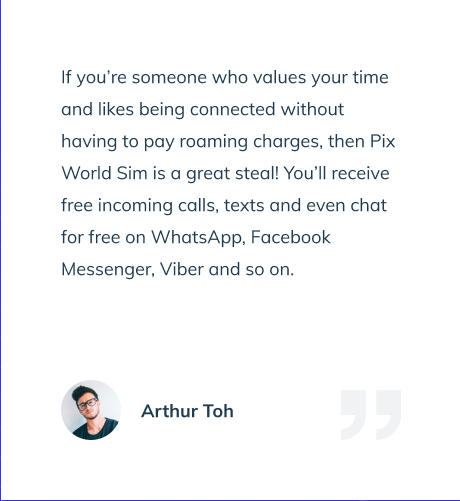 If you’re someone who values your time
and likes being connected without
having to pay roaming charges, then Pix
World Sim is a great steal! You’ll receive
free incoming calls, texts and even chat
for free on WhatsApp, Facebook
Messenger, Viber and so on.
Arthur Toh